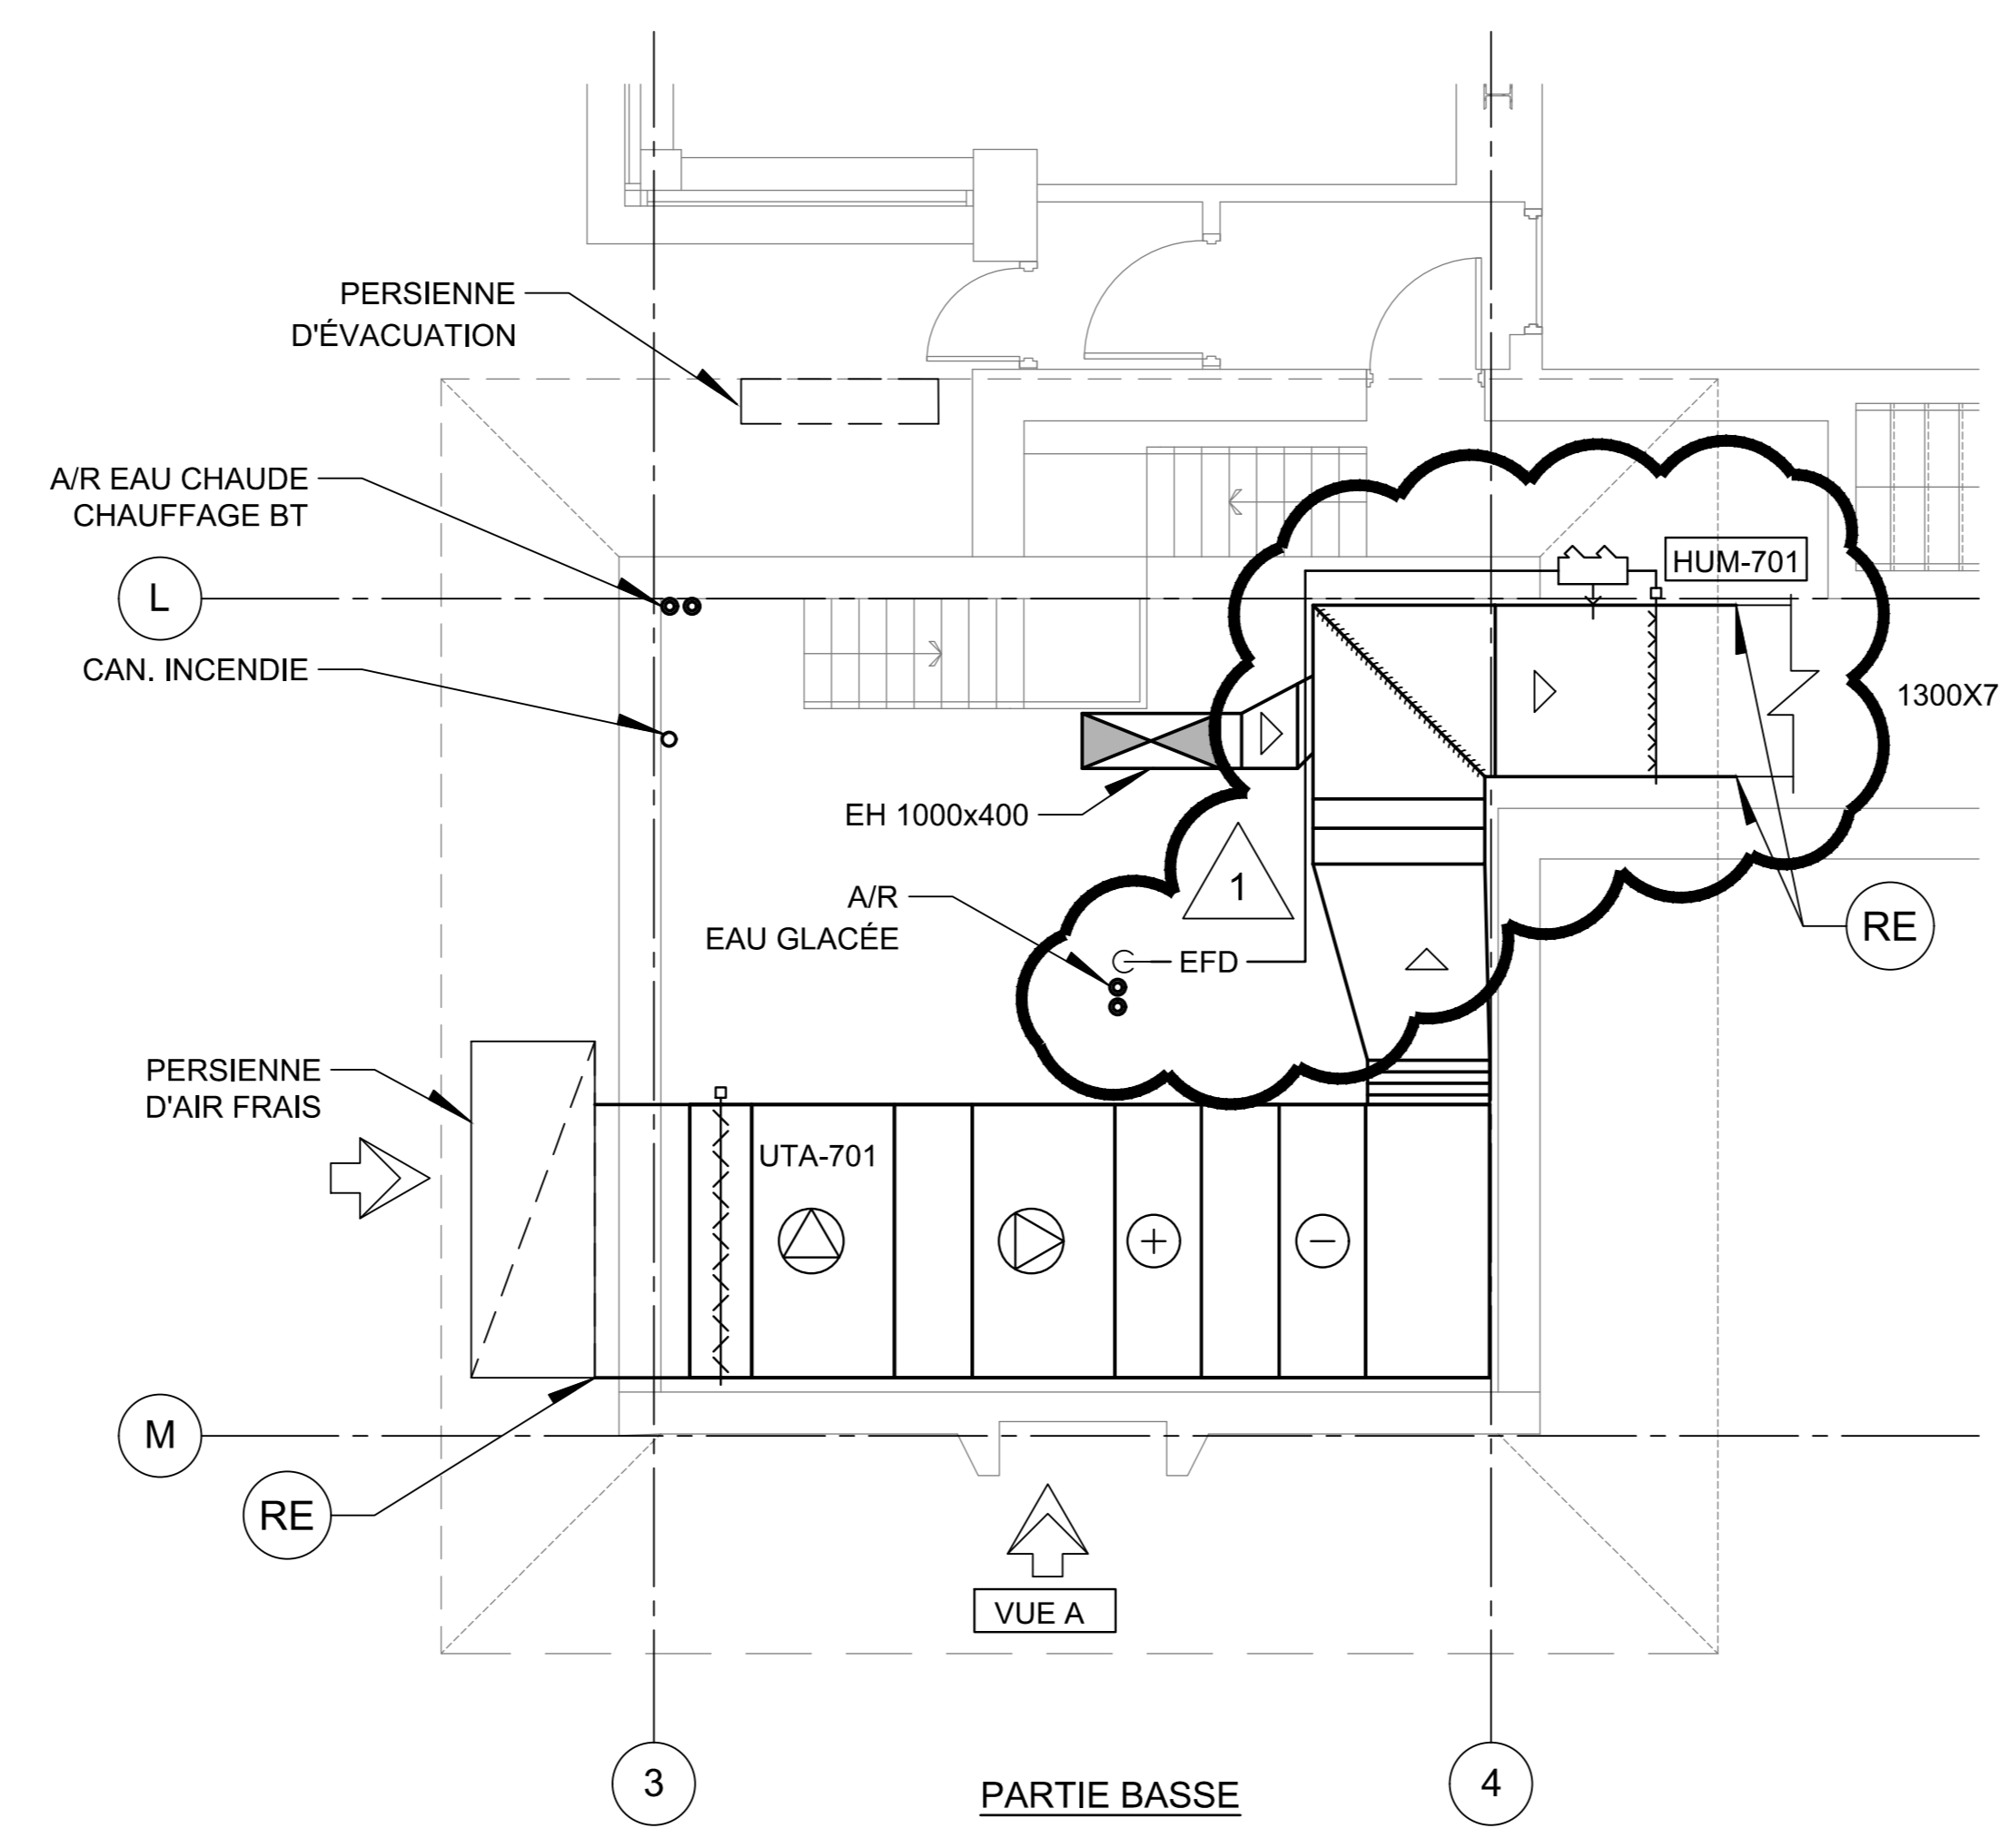 PERSIENNE
D'ÉVACUATION
A/R EAU CHAUDE
CHAUFFAGE BT
L
HUM-701
CAN. INCENDIE
1300X7
EH 1000x400
1
A/R
EAU GLACÉE
EFD
RE
PERSIENNE
D'AIR FRAIS
UTA-701
M
RE
VUE A
3
4
PARTIE BASSE